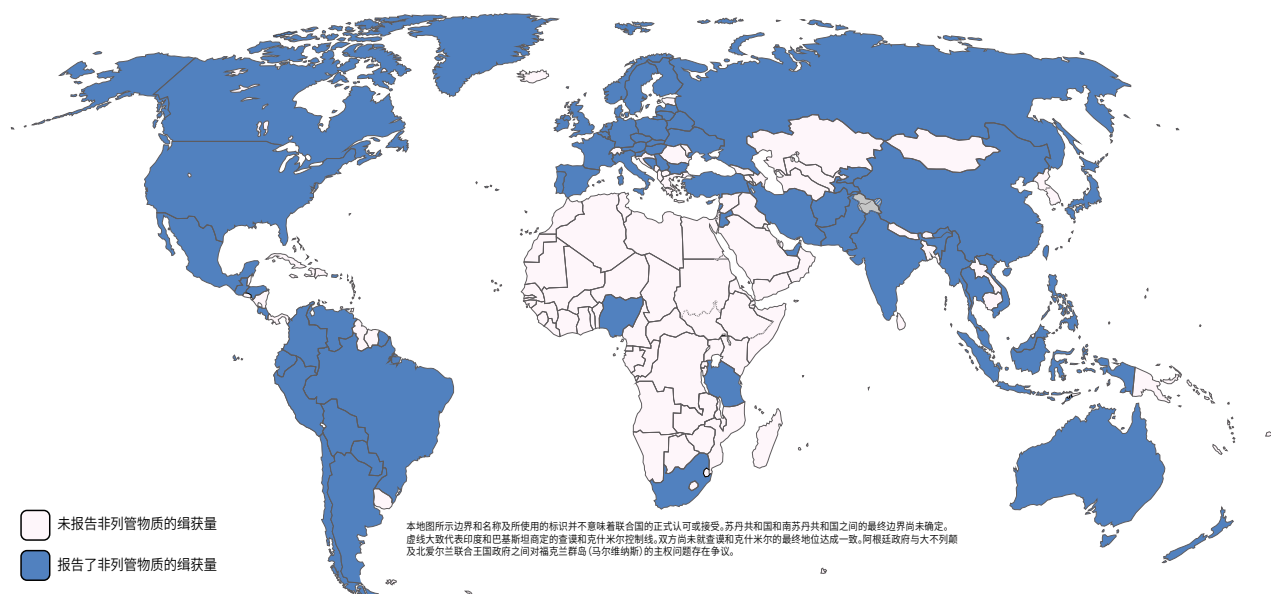 未报告非列管物质的缉获量
报告了非列管物质的缉获量
本地图所示边界和名称及所使用的标识并不意味着联合国的正式认可或接受。苏丹共和国和南苏丹共和国之间的最终边界尚未确定。
虚线大致代表印度和巴基斯坦商定的查谟和克什米尔控制线。双方尚未就查谟和克什米尔的最终地位达成一致。阿根廷政府与大不列颠
及北爱尔兰联合王国政府之间对福克兰群岛（马尔维纳斯）的主权问题存在争议。